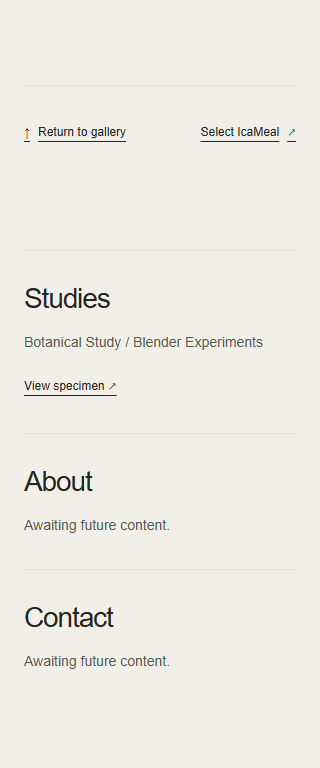 ↑ Return to gallery
Select IcaMeal ↗
Studies
Botanical Study / Blender Experiments
View specimen ↗
About
Awaiting future content.
Contact
Awaiting future content.